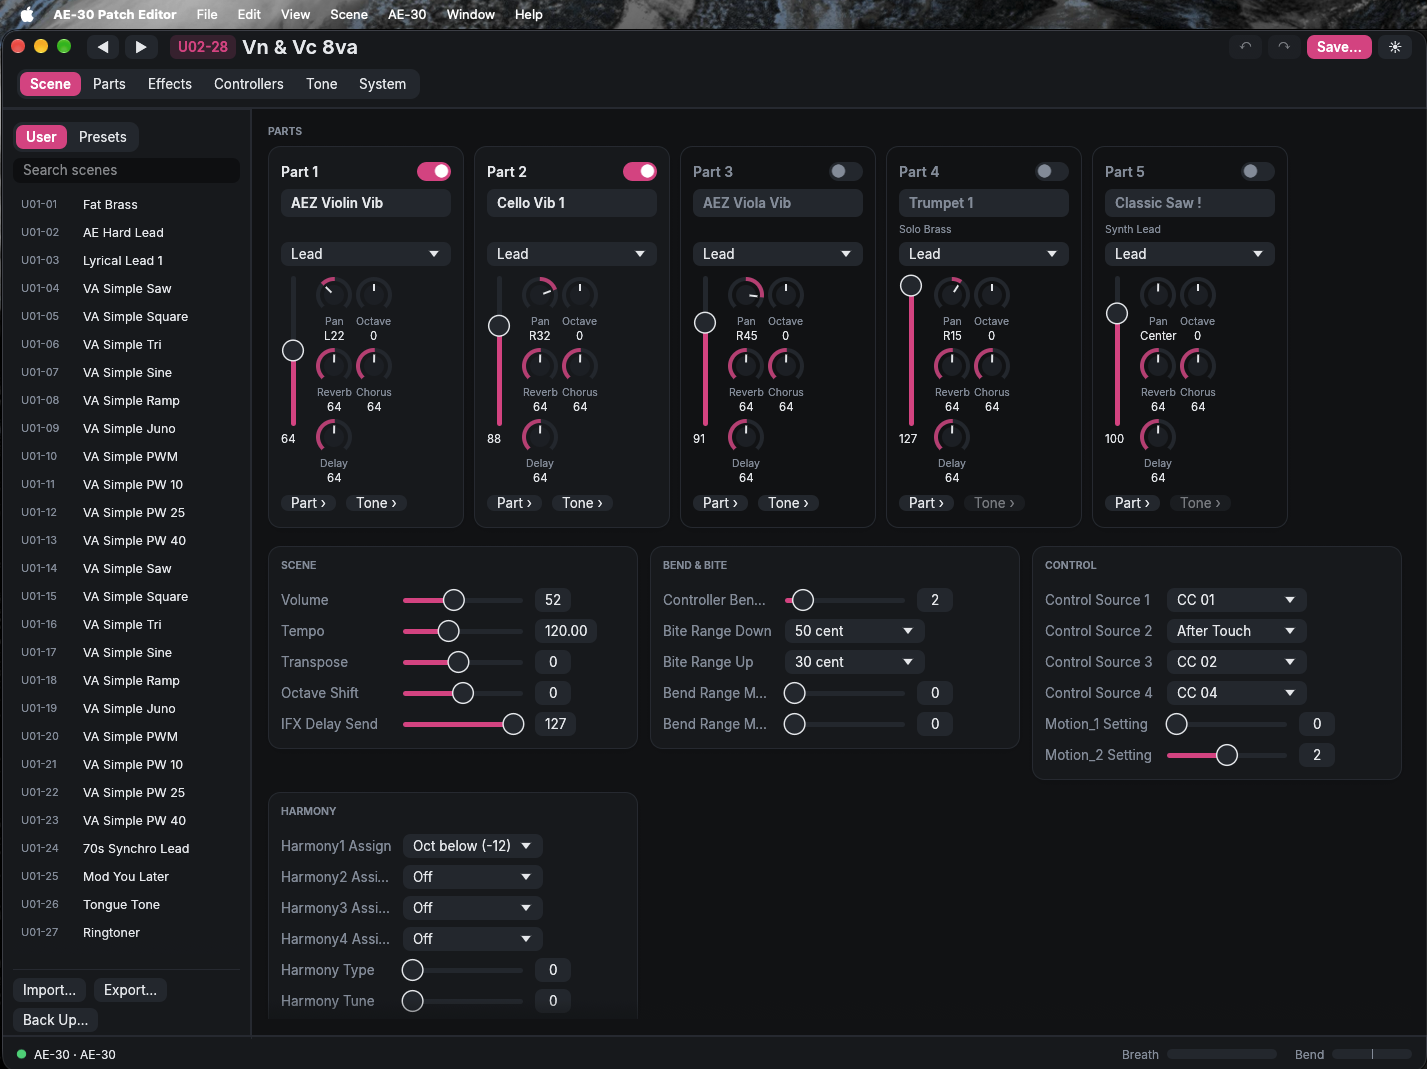 AE-30 Patch Editor File Edit View Scene AE-30 Window Help
U02-28 Vn & Vc 8va Save...
Scene Parts Effects Controllers Tone System
User Presets
Search scenes
U01-01 Fat Brass
U01-02 AE Hard Lead
U01-03 Lyrical Lead 1
U01-04 VA Simple Saw
U01-05 VA Simple Square
U01-06 VA Simple Tri
U01-07 VA Simple Sine
U01-08 VA Simple Ramp
U01-09 VA Simple Juno
U01-10 VA Simple PWM
U01-11 VA Simple PW 10
U01-12 VA Simple PW 25
U01-13 VA Simple PW 40
U01-14 VA Simple Saw
U01-15 VA Simple Square
U01-16 VA Simple Tri
U01-17 VA Simple Sine
U01-18 VA Simple Ramp
U01-19 VA Simple Juno
U01-20 VA Simple PWM
U01-21 VA Simple PW 10
U01-22 VA Simple PW 25
U01-23 VA Simple PW 40
U01-24 70s Synchro Lead
U01-25 Mod You Later
U01-26 Tongue Tone
U01-27 Ringtoner
Import... Export...
Back Up...
PARTS
Part 1
AEZ Violin Vib
Lead
Pan Octave
L22 0
Reverb Chorus
64 64
64
Delay
64
Part › Tone ›
Part 2
Cello Vib 1
Lead
Pan Octave
R32 0
Reverb Chorus
64 64
88
Delay
64
Part › Tone ›
Part 3
AEZ Viola Vib
Lead
Pan Octave
R45 0
Reverb Chorus
64 64
91
Delay
64
Part › Tone ›
Part 4
Trumpet 1
Solo Brass
Lead
Pan Octave
R15 0
Reverb Chorus
64 64
127
Delay
64
Part › Tone ›
Part 5
Classic Saw !
Synth Lead
Lead
Pan Octave
Center 0
Reverb Chorus
64 64
100
Delay
64
Part › Tone ›
SCENE
Volume 52
Tempo 120.00
Transpose 0
Octave Shift 0
IFX Delay Send 127
BEND & BITE
Controller Ben... 2
Bite Range Down 50 cent
Bite Range Up 30 cent
Bend Range M... 0
Bend Range M... 0
CONTROL
Control Source 1 CC 01
Control Source 2 After Touch
Control Source 3 CC 02
Control Source 4 CC 04
Motion_1 Setting 0
Motion_2 Setting 2
HARMONY
Harmony1 Assign Oct below (-12)
Harmony2 Assi... Off
Harmony3 Assi... Off
Harmony4 Assi... Off
Harmony Type 0
Harmony Tune 0
AE-30 · AE-30 Breath Bend